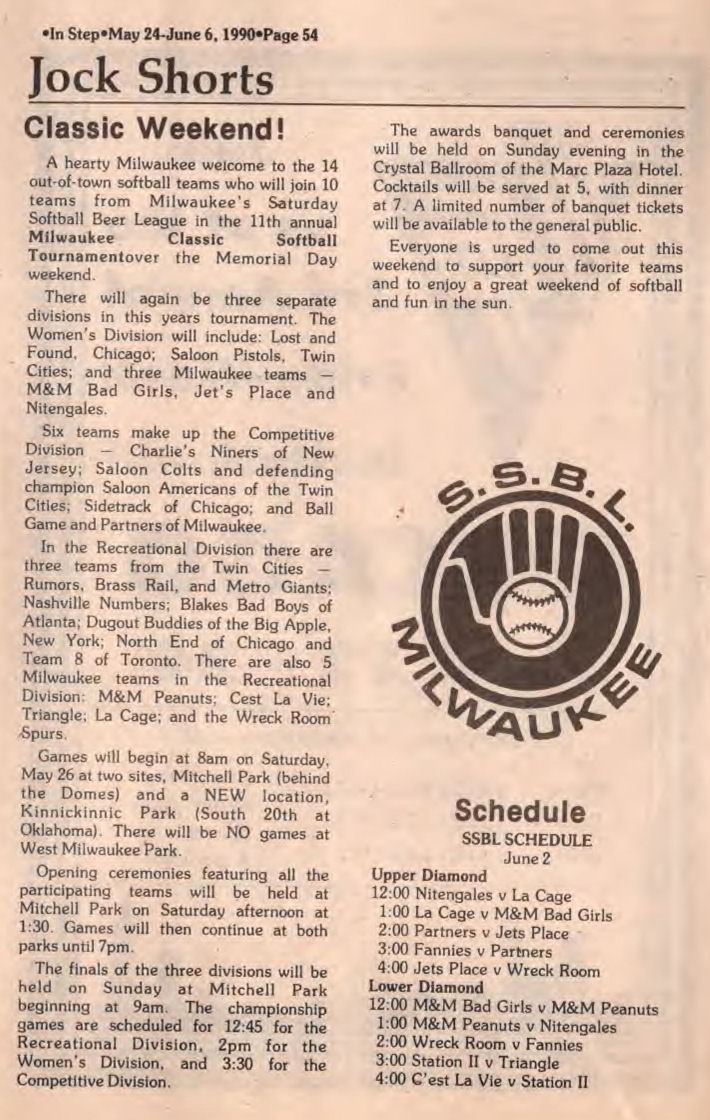 •In Step•May 24-June 6, 1990•Page 54
Jock Shorts
Classic Weekend!
A hearty Milwaukee welcome to the 14
out-of-town softball teams who will join 10
teams from Milwaukee's Saturday
Softball Beer League in the 11th annual
Milwaukee Classic Softball
Tournamentover the Memorial Day
weekend.
There will again be three separate
divisions in this years tournament. The
Women's Division will include: Lost and
Found, Chicago; Saloon Pistols, Twin
Cities; and three Milwaukee teams —
M&M Bad Girls, Jet's Place and
Nitengales.
Six teams make up the Competitive
Division — Charlie's Niners of New
Jersey; Saloon Colts and defending
champion Saloon Americans of the Twin
Cities; Sidetrack of Chicago; and Ball
Game and Partners of Milwaukee.
In the Recreational Division there are
three teams from the Twin Cities —
Rumors, Brass Rail, and Metro Giants;
Nashville Numbers; Blakes Bad Boys of
Atlanta; Dugout Buddies of the Big Apple,
New York; North End of Chicago and
Team 8 of Toronto. There are also 5
Milwaukee teams in the Recreational
Division: M&M Peanuts; Cest La Vie;
Triangle; La Cage; and the Wreck Room
Spurs.
Games will begin at 8am on Saturday,
May 26 at two sites, Mitchell Park (behind
the Domes) and a NEW location,
Kinnickinnic Park (South 20th at
Oklahoma). There will be NO games at
West Milwaukee Park.
Opening ceremonies featuring all the
participating teams will be held at
Mitchell Park on Saturday afternoon at
1:30. Games will then continue at both
parks until 7pm.
The finals of the three divisions will be
held on Sunday at Mitchell Park
beginning at 9am. The championship
games are scheduled for 12:45 for the
Recreational Division, 2pm for the
Women's Division, and 3:30 for the
Competitive Division.
The awards banquet and ceremonies
will be held on Sunday evening in the
Crystal Ballroom of the Marc Plaza Hotel.
Cocktails will be served at 5, with dinner
at 7. A limited number of banquet tickets
will be available to the general public.
Everyone is urged to come out this
weekend to support your favorite teams
and to enjoy a great weekend of softball
and fun in the sun.
S.S.B.L.
MILWAUKEE
Schedule
SSBL SCHEDULE
June 2
Upper Diamond
12:00 Nitengales v La Cage
1:00 La Cage v M&M Bad Girls
2:00 Partners v Jets Place
3:00 Fannies v Partners
4:00 Jets Place v Wreck Room
Lower Diamond
12:00 M&M Bad Girls v M&M Peanuts
1:00 M&M Peanuts v Nitengales
2:00 Wreck Room v Fannies
3:00 Station II v Triangle
4:00 C'est La Vie v Station II